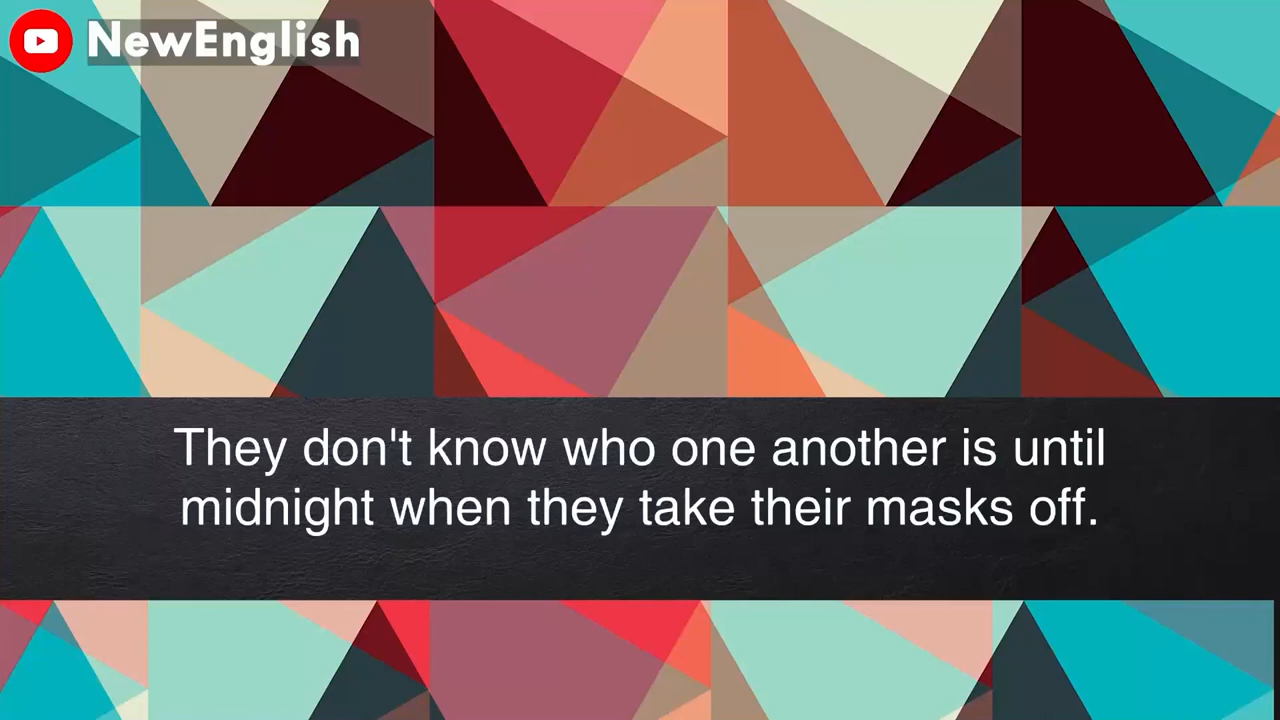 NewEnglish
They don't know who one another is until
midnight when they take their masks off.